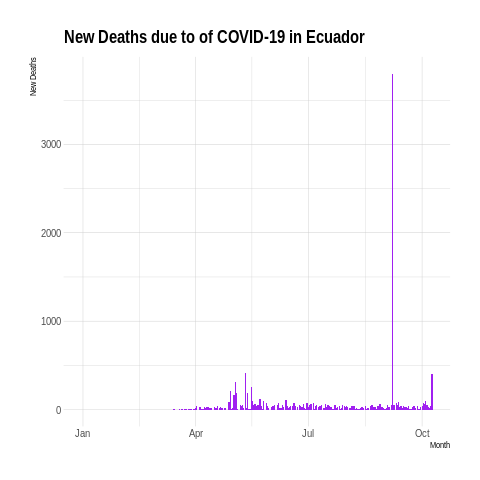 New Deaths due to of COVID-19 in Ecuador
New Deaths
3000
2000
1000
0
Jan Apr Jul Oct
Month